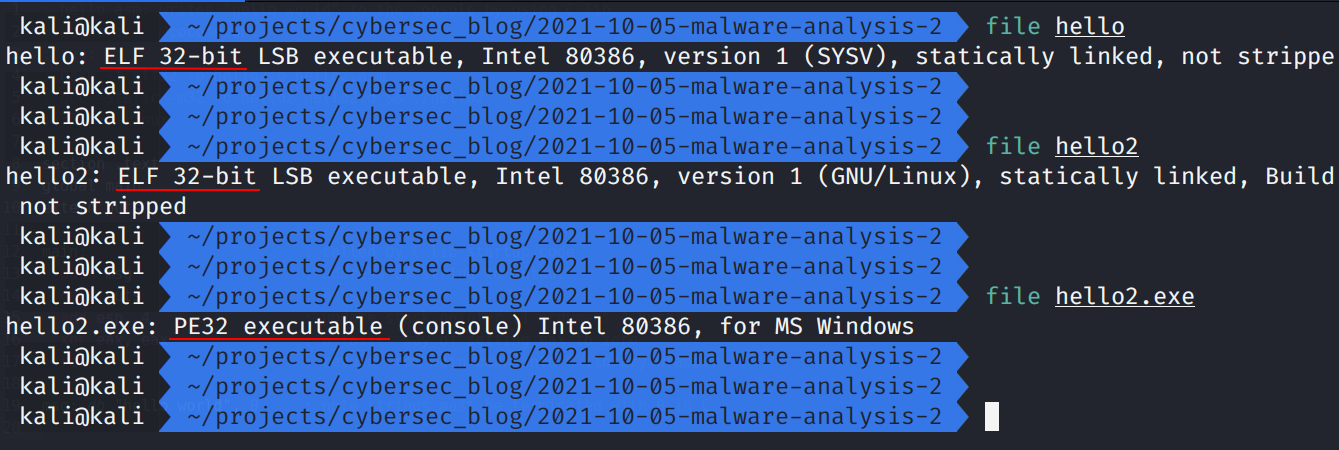 kali@kali ~/projects/cybersec_blog/2021-10-05-malware-analysis-2 file hello
hello: ELF 32-bit LSB executable, Intel 80386, version 1 (SYSV), statically linked, not strippe
kali@kali ~/projects/cybersec_blog/2021-10-05-malware-analysis-2
kali@kali ~/projects/cybersec_blog/2021-10-05-malware-analysis-2
kali@kali ~/projects/cybersec_blog/2021-10-05-malware-analysis-2 file hello2
hello2: ELF 32-bit LSB executable, Intel 80386, version 1 (GNU/Linux), statically linked, Build
not stripped
kali@kali ~/projects/cybersec_blog/2021-10-05-malware-analysis-2
kali@kali ~/projects/cybersec_blog/2021-10-05-malware-analysis-2
kali@kali ~/projects/cybersec_blog/2021-10-05-malware-analysis-2 file hello2.exe
hello2.exe: PE32 executable (console) Intel 80386, for MS Windows
kali@kali ~/projects/cybersec_blog/2021-10-05-malware-analysis-2
kali@kali ~/projects/cybersec_blog/2021-10-05-malware-analysis-2
kali@kali ~/projects/cybersec_blog/2021-10-05-malware-analysis-2